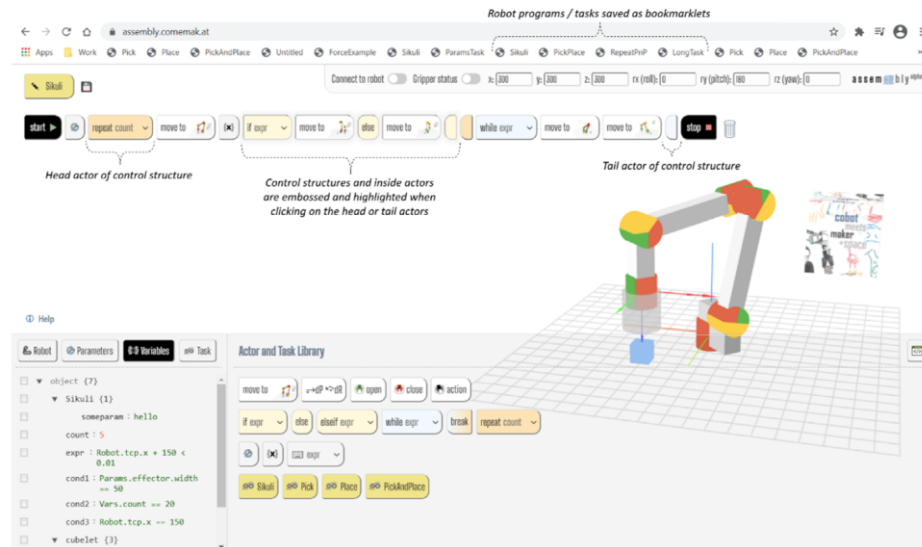 Robot programs / tasks saved as bookmarklets
assembly.comemak.at
Apps Work Pick Place PickAndPlace Untitled ForceExample Sikuli ParamsTask Sikuli PickPlace RepeatPnP LongTask Pick Place PickAndPlace
Sikuli
Connect to robot Gripper status x: 300 y: 300 z: 300 rx (roll): 0 ry (pitch): 180 rz (yaw): 0 assembly alpha
start repeat count move to {x} if expr move to else move to while expr move to move to stop
Head actor of control structure
Control structures and inside actors
are embossed and highlighted when
clicking on the head or tail actors
Tail actor of control structure
cobot
meets
maker
+space
Help
Robot Parameters Variables Task
Actor and Task Library
object {7}
Sikuli {1}
someparam : hello
count : 5
expr : Robot.tcp.x + 150 <
0.01
cond1 : Params.effector.width
== 50
cond2 : Vars.count == 20
cond3 : Robot.tcp.x == 150
cubelet {3}
move to open close action
if expr else elseif expr while expr break repeat count
{x} expr
Sikuli Pick Place PickAndPlace